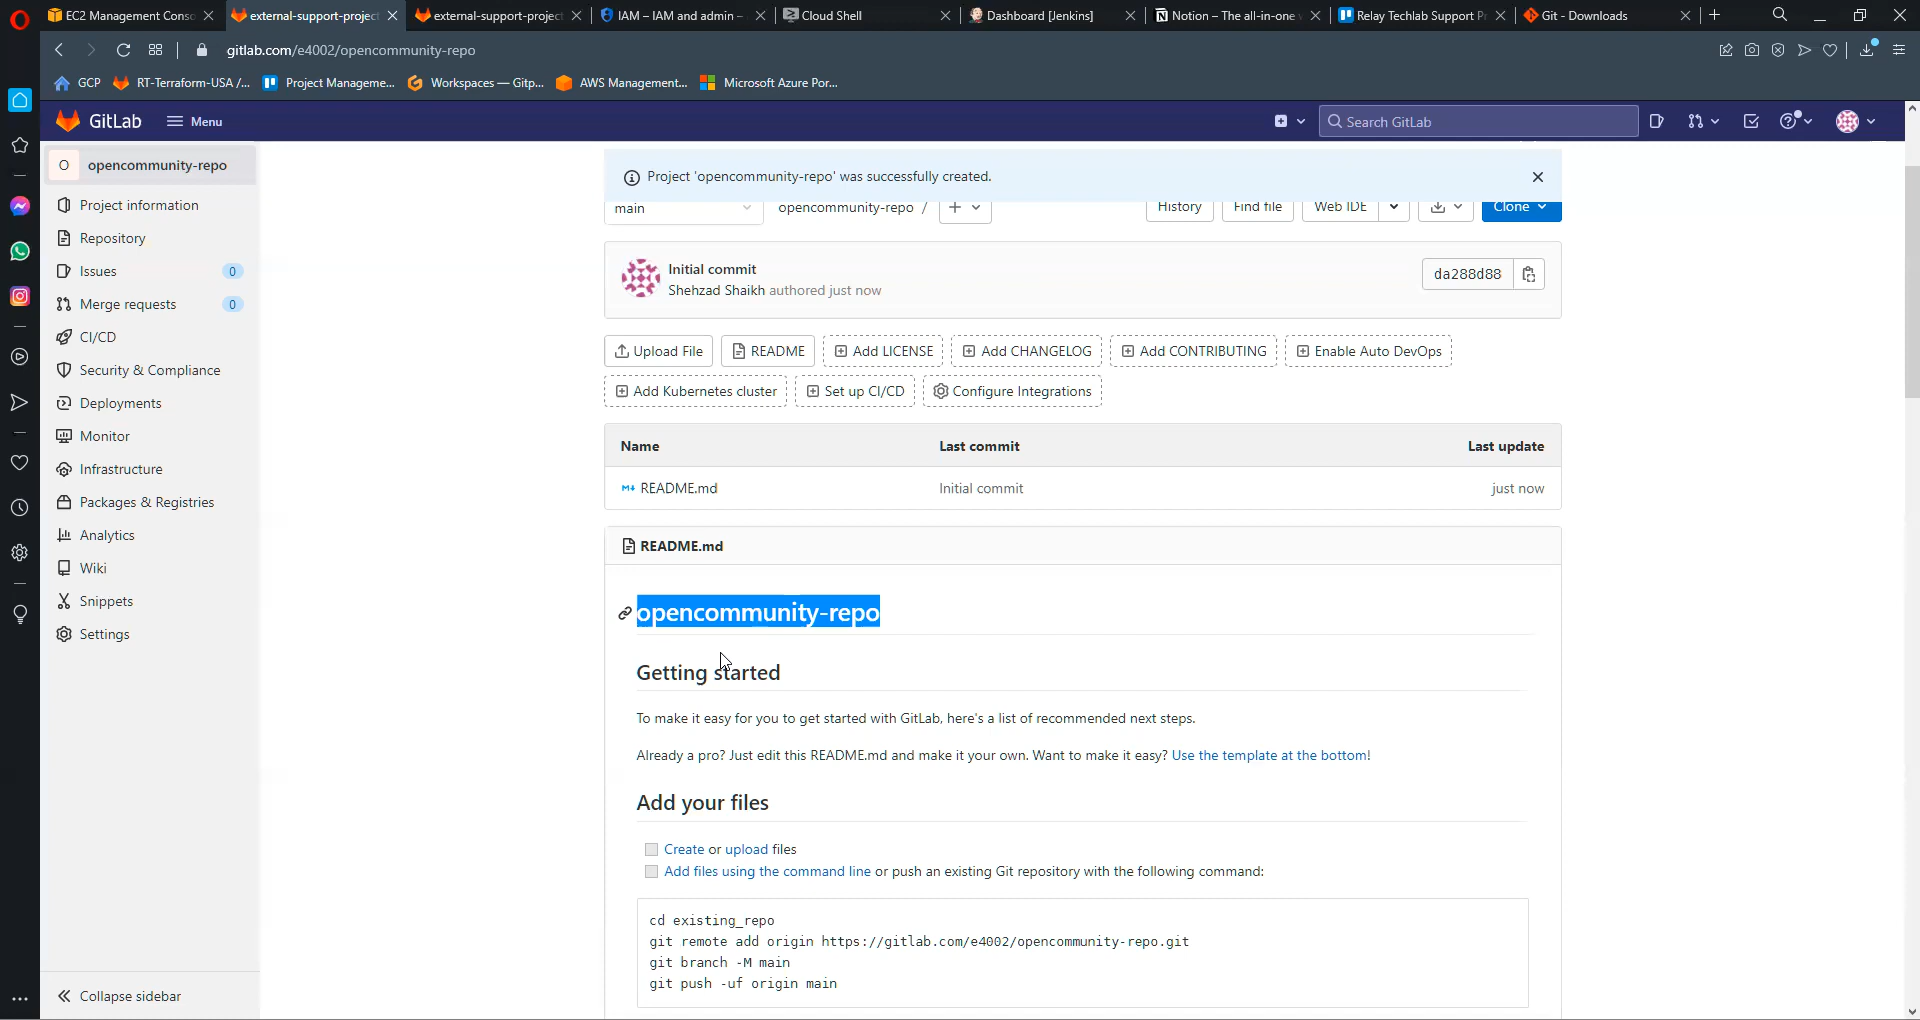 EC2 Management Conso
external-support-project
external-support-project
IAM – IAM and admin –
Cloud Shell
Dashboard [Jenkins]
Notion – The all-in-one
Relay Techlab Support Pr
Git - Downloads
gitlab.com/e4002/opencommunity-repo
GCP
RT-Terraform-USA /...
Project Manageme...
Workspaces — Gitp...
AWS Management...
Microsoft Azure Por...
GitLab
Menu
Search GitLab
O opencommunity-repo
Project information
Repository
Issues 0
Merge requests 0
CI/CD
Security & Compliance
Deployments
Monitor
Infrastructure
Packages & Registries
Analytics
Wiki
Snippets
Settings
Collapse sidebar
Project 'opencommunity-repo' was successfully created.
main
opencommunity-repo /
History
Find file
Web IDE
Clone
Initial commit
Shehzad Shaikh authored just now
da288d88
Upload File
README
Add LICENSE
Add CHANGELOG
Add CONTRIBUTING
Enable Auto DevOps
Add Kubernetes cluster
Set up CI/CD
Configure Integrations
Name Last commit Last update
README.md Initial commit just now
README.md
opencommunity-repo
Getting started
To make it easy for you to get started with GitLab, here's a list of recommended next steps.
Already a pro? Just edit this README.md and make it your own. Want to make it easy? Use the template at the bottom!
Add your files
Create or upload files
Add files using the command line or push an existing Git repository with the following command:
cd existing_repo
git remote add origin https://gitlab.com/e4002/opencommunity-repo.git
git branch -M main
git push -uf origin main